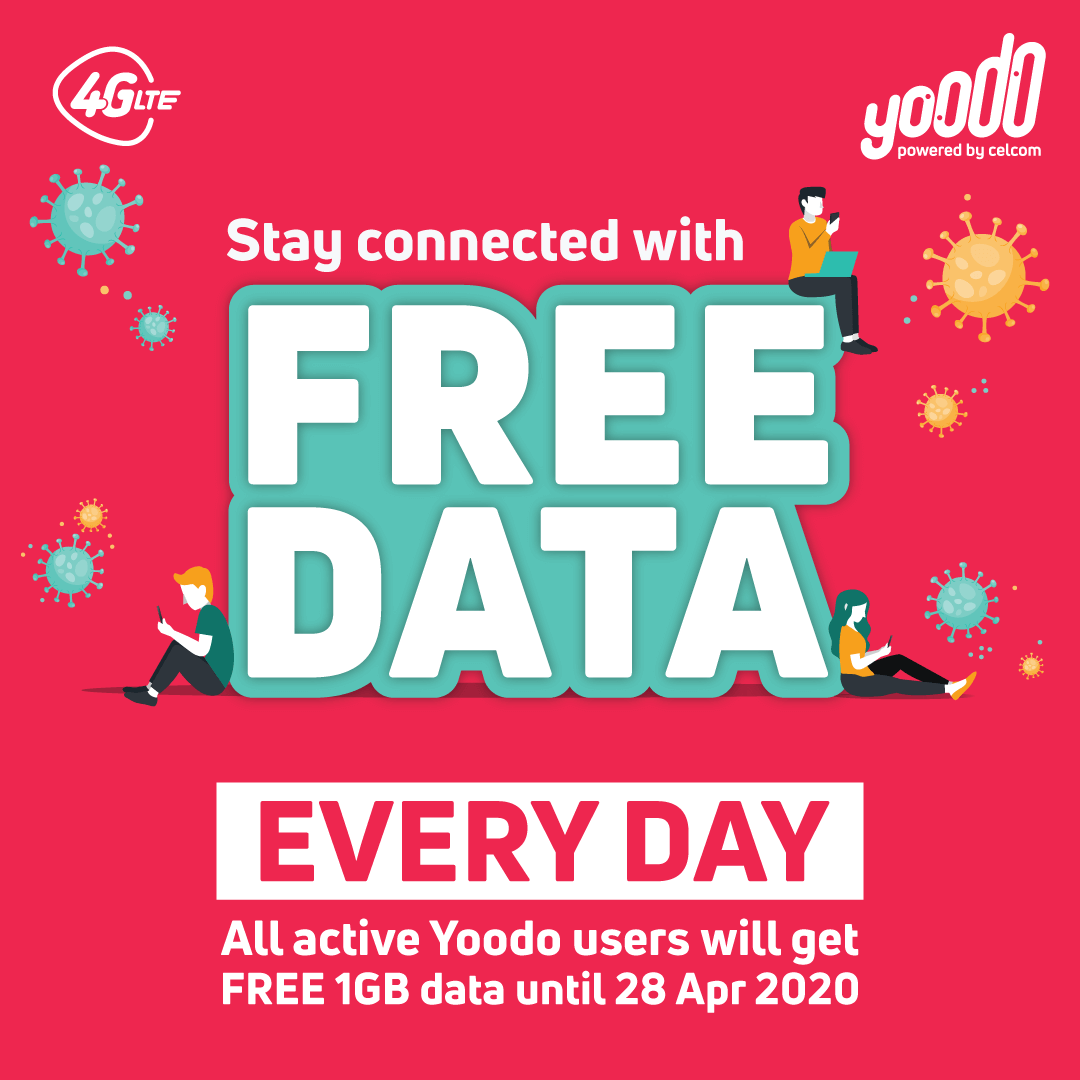 4G LTE
yoodo
powered by celcom
Stay connected with
FREE
DATA
EVERY DAY
All active Yoodo users will get
FREE 1GB data until 28 Apr 2020